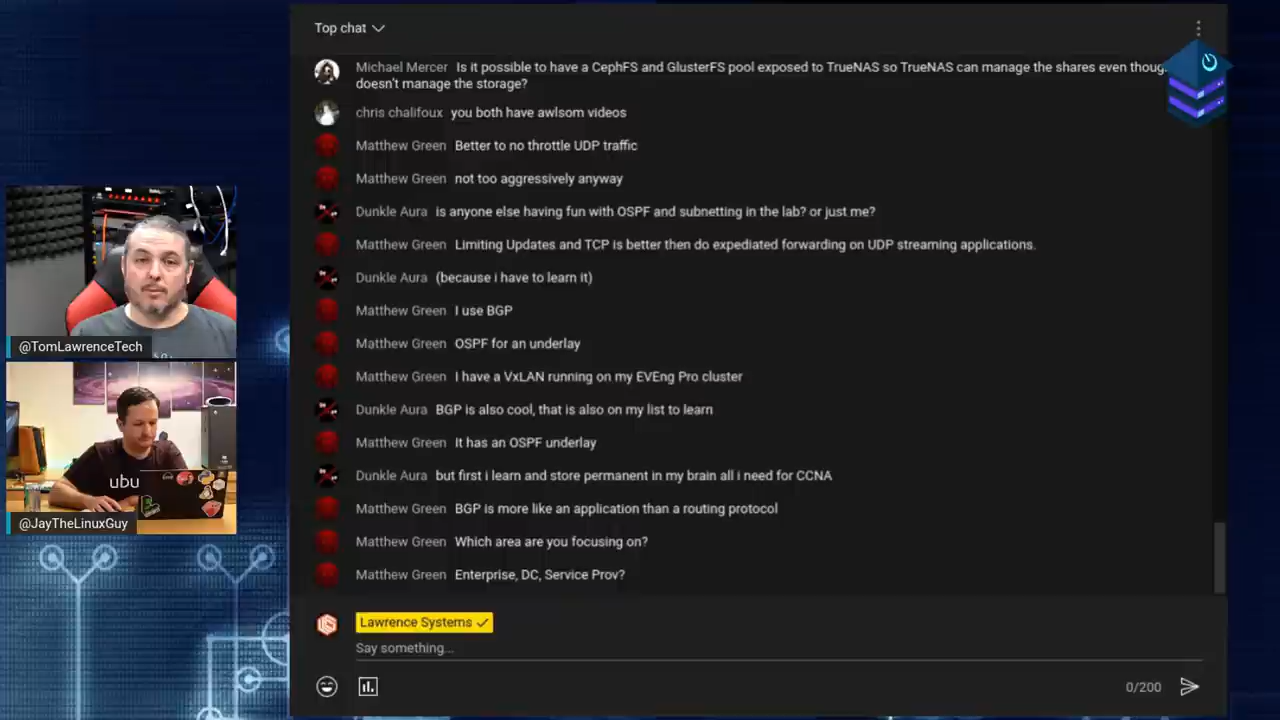 Top chat
Michael Mercer Is it possible to have a CephFS and GlusterFS pool exposed to TrueNAS so TrueNAS can manage the shares even
doesn't manage the storage?
chris chalifoux you both have awlsom videos
Matthew Green Better to no throttle UDP traffic
Matthew Green not too aggressively anyway
Dunkle Aura is anyone else having fun with OSPF and subnetting in the lab? or just me?
Matthew Green Limiting Updates and TCP is better then do expediated forwarding on UDP streaming applications.
Dunkle Aura (because i have to learn it)
Matthew Green I use BGP
Matthew Green OSPF for an underlay
Matthew Green I have a VxLAN running on my EVEng Pro cluster
Dunkle Aura BGP is also cool, that is also on my list to learn
Matthew Green It has an OSPF underlay
Dunkle Aura but first i learn and store permanent in my brain all i need for CCNA
Matthew Green BGP is more like an application than a routing protocol
Matthew Green Which area are you focusing on?
Matthew Green Enterprise, DC, Service Prov?
Lawrence Systems
Say something...
0/200
@TomLawrenceTech
ubu
@JayTheLinuxGuy